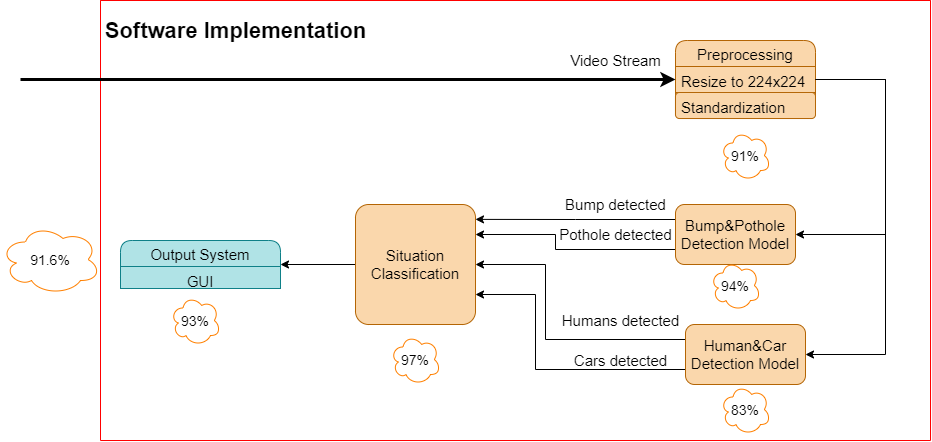 Software Implementation
Video Stream
Preprocessing
Resize to 224x224
Standardization
91%
Bump detected
Pothole detected
Bump&Pothole
Detection Model
94%
Situation
Classification
97%
Output System
GUI
93%
91.6%
Humans detected
Cars detected
Human&Car
Detection Model
83%